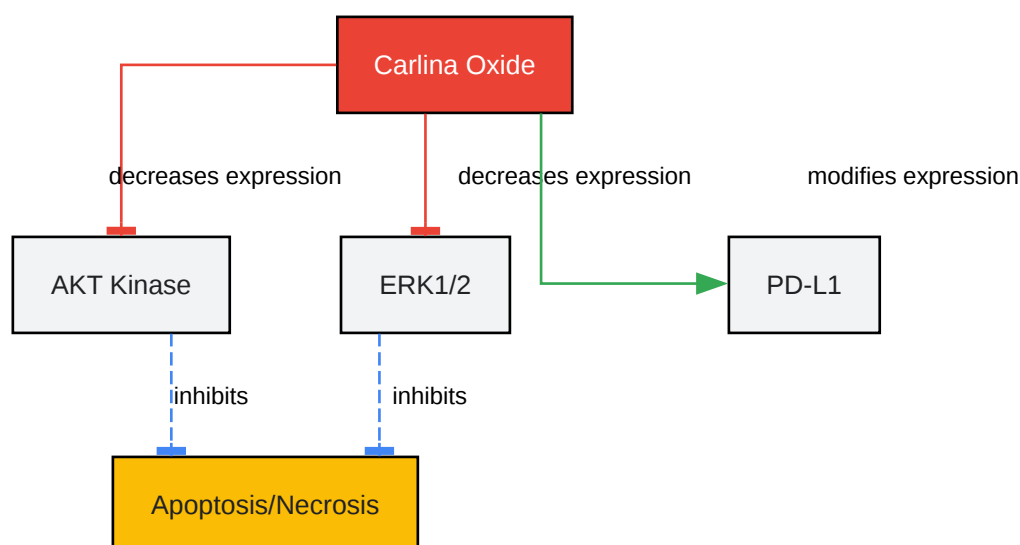 Carlina Oxide
decreases expression
decreases expression
modifies expression
AKT Kinase
ERK1/2
PD-L1
inhibits
inhibits
Apoptosis/Necrosis